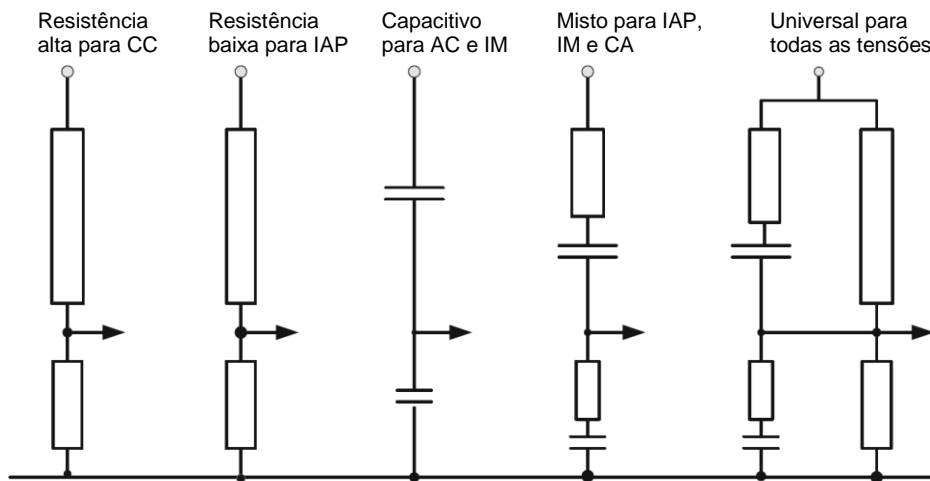 Resistência
alta para CC
Resistência
baixa para IAP
Capacitivo
para AC e IM
Misto para IAP,
IM e CA
Universal para
todas as tensões